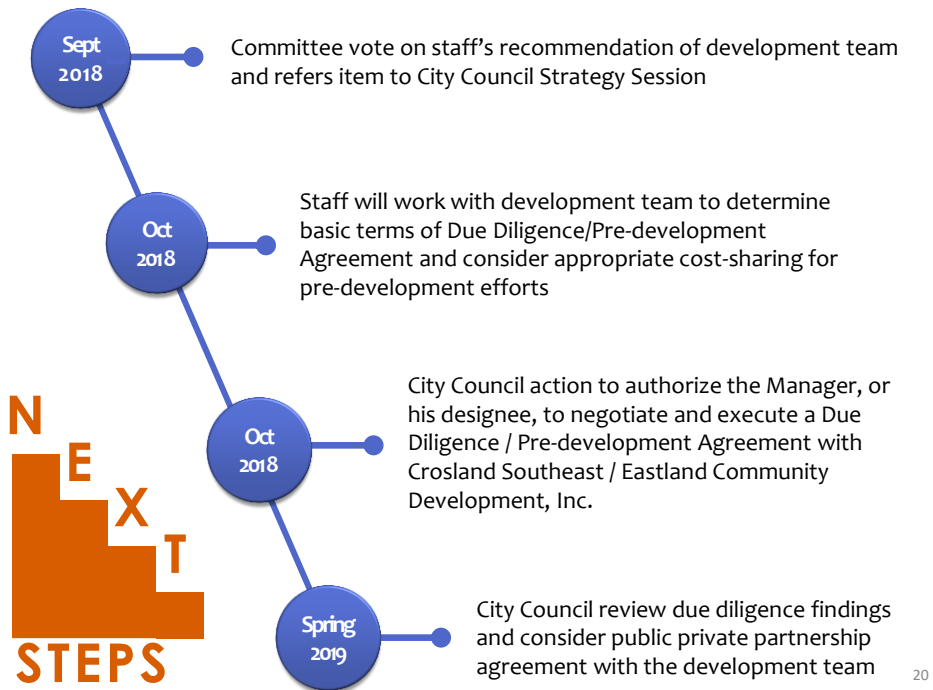 Sept
2018
Committee vote on staff's recommendation of development team
and refers item to City Council Strategy Session
Oct
2018
Staff will work with development team to determine
basic terms of Due Diligence/Pre-development
Agreement and consider appropriate cost-sharing for
pre-development efforts
Oct
2018
City Council action to authorize the Manager, or
his designee, to negotiate and execute a Due
Diligence / Pre-development Agreement with
Crosland Southeast / Eastland Community
Development, Inc.
NEXT
STEPS
Spring
2019
City Council review due diligence findings
and consider public private partnership
agreement with the development team
20